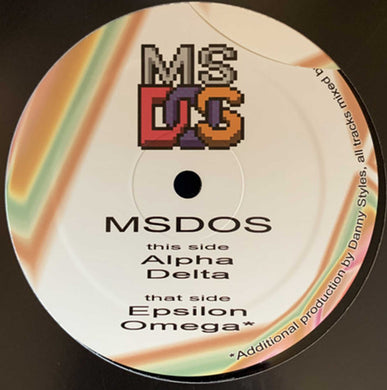 MS
DOS
MSDOS
this side
Alpha
Delta
that side
Epsilon
Omega*
*Additional production by Danny Styles, all tracks mixed b